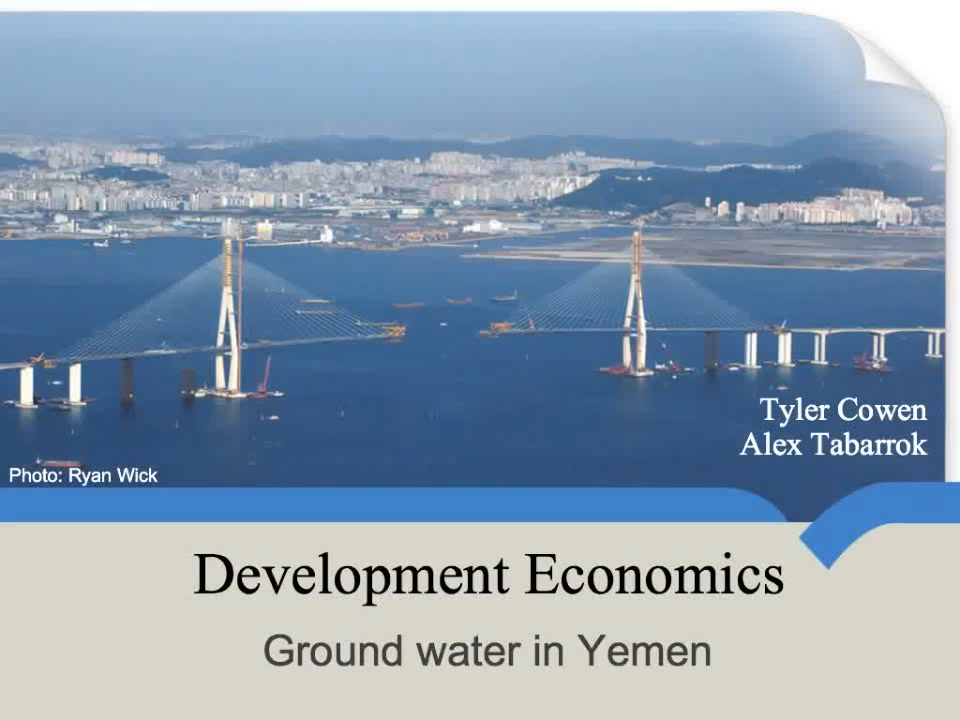 Tyler Cowen
Alex Tabarrok
Photo: Ryan Wick
Development Economics
Ground water in Yemen